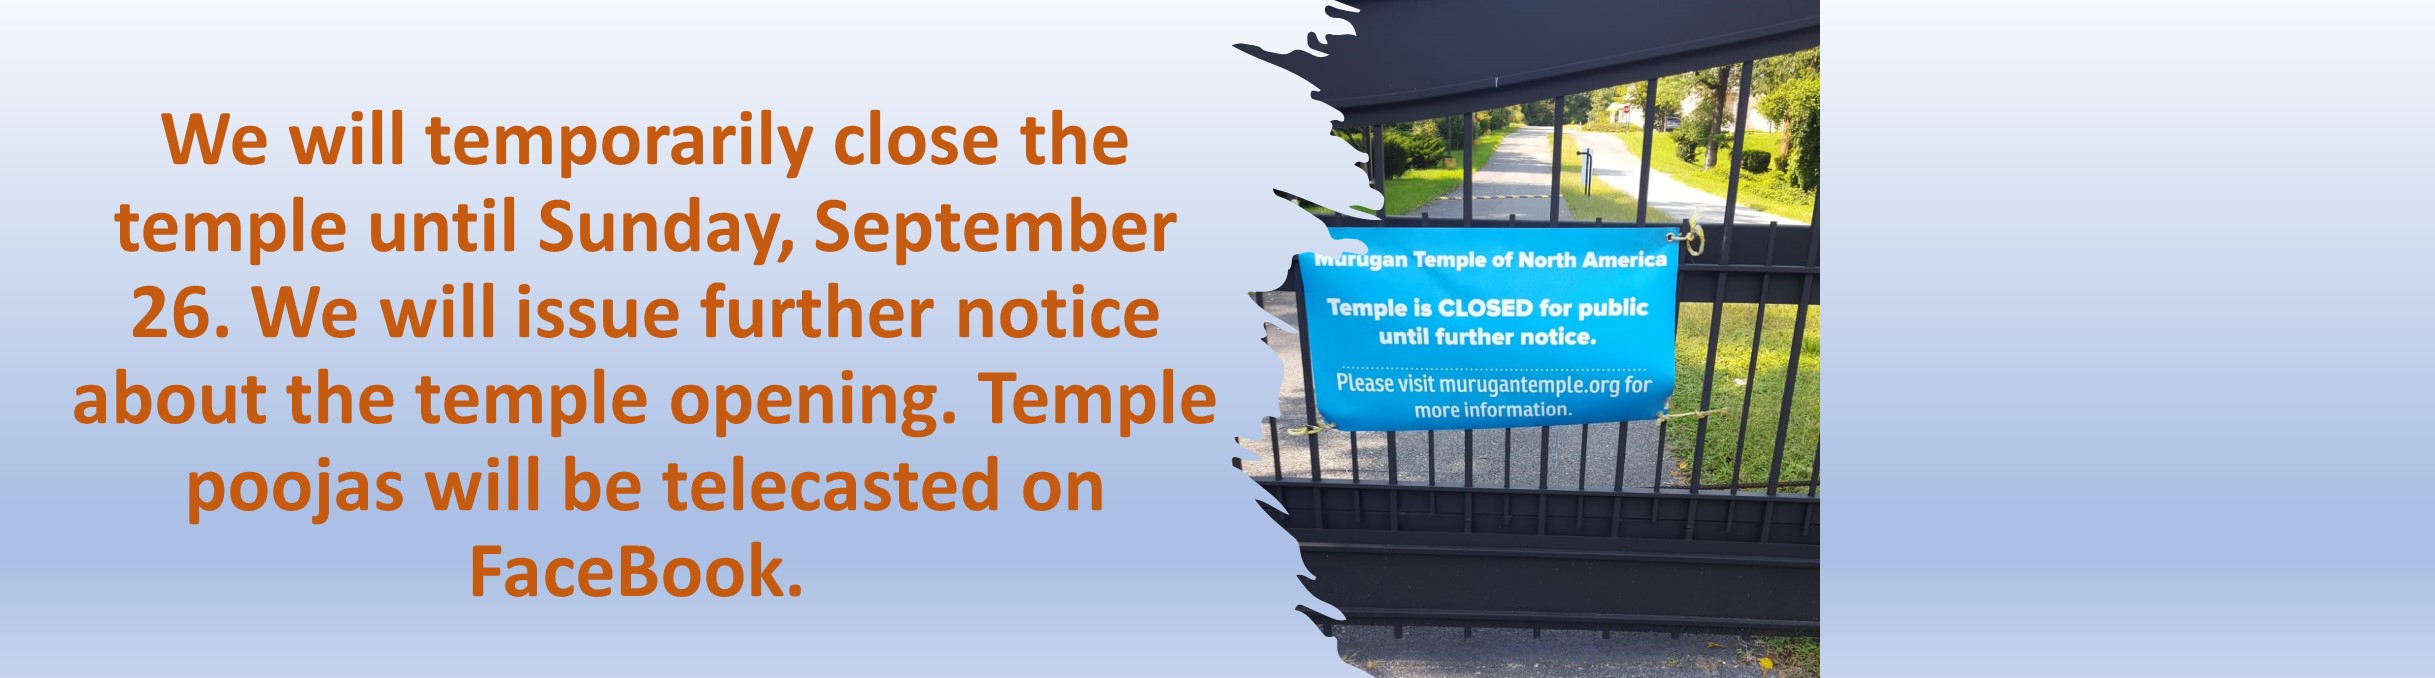 We will temporarily close the
temple until Sunday, September
26. We will issue further notice
about the temple opening. Temple
poojas will be telecasted on
FaceBook.
Murugan Temple of North America
Temple is CLOSED for public
until further notice.
Please visit murugantemple.org for
more information.